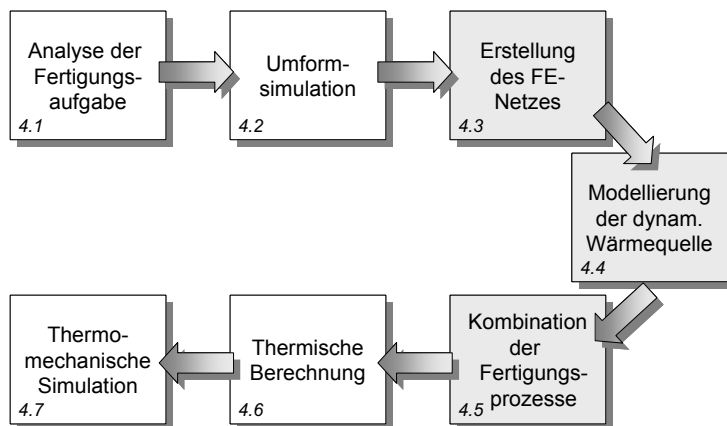 Analyse der
Fertigungs-
aufgabe
4.1
Umform-
simulation
4.2
Erstellung
des FE-
Netzes
4.3
Modellierung
der dynam.
Wärmequelle
4.4
Kombination
der
Fertigungs-
prozesse
4.5
Thermische
Berechnung
4.6
Thermo-
mechanische
Simulation
4.7